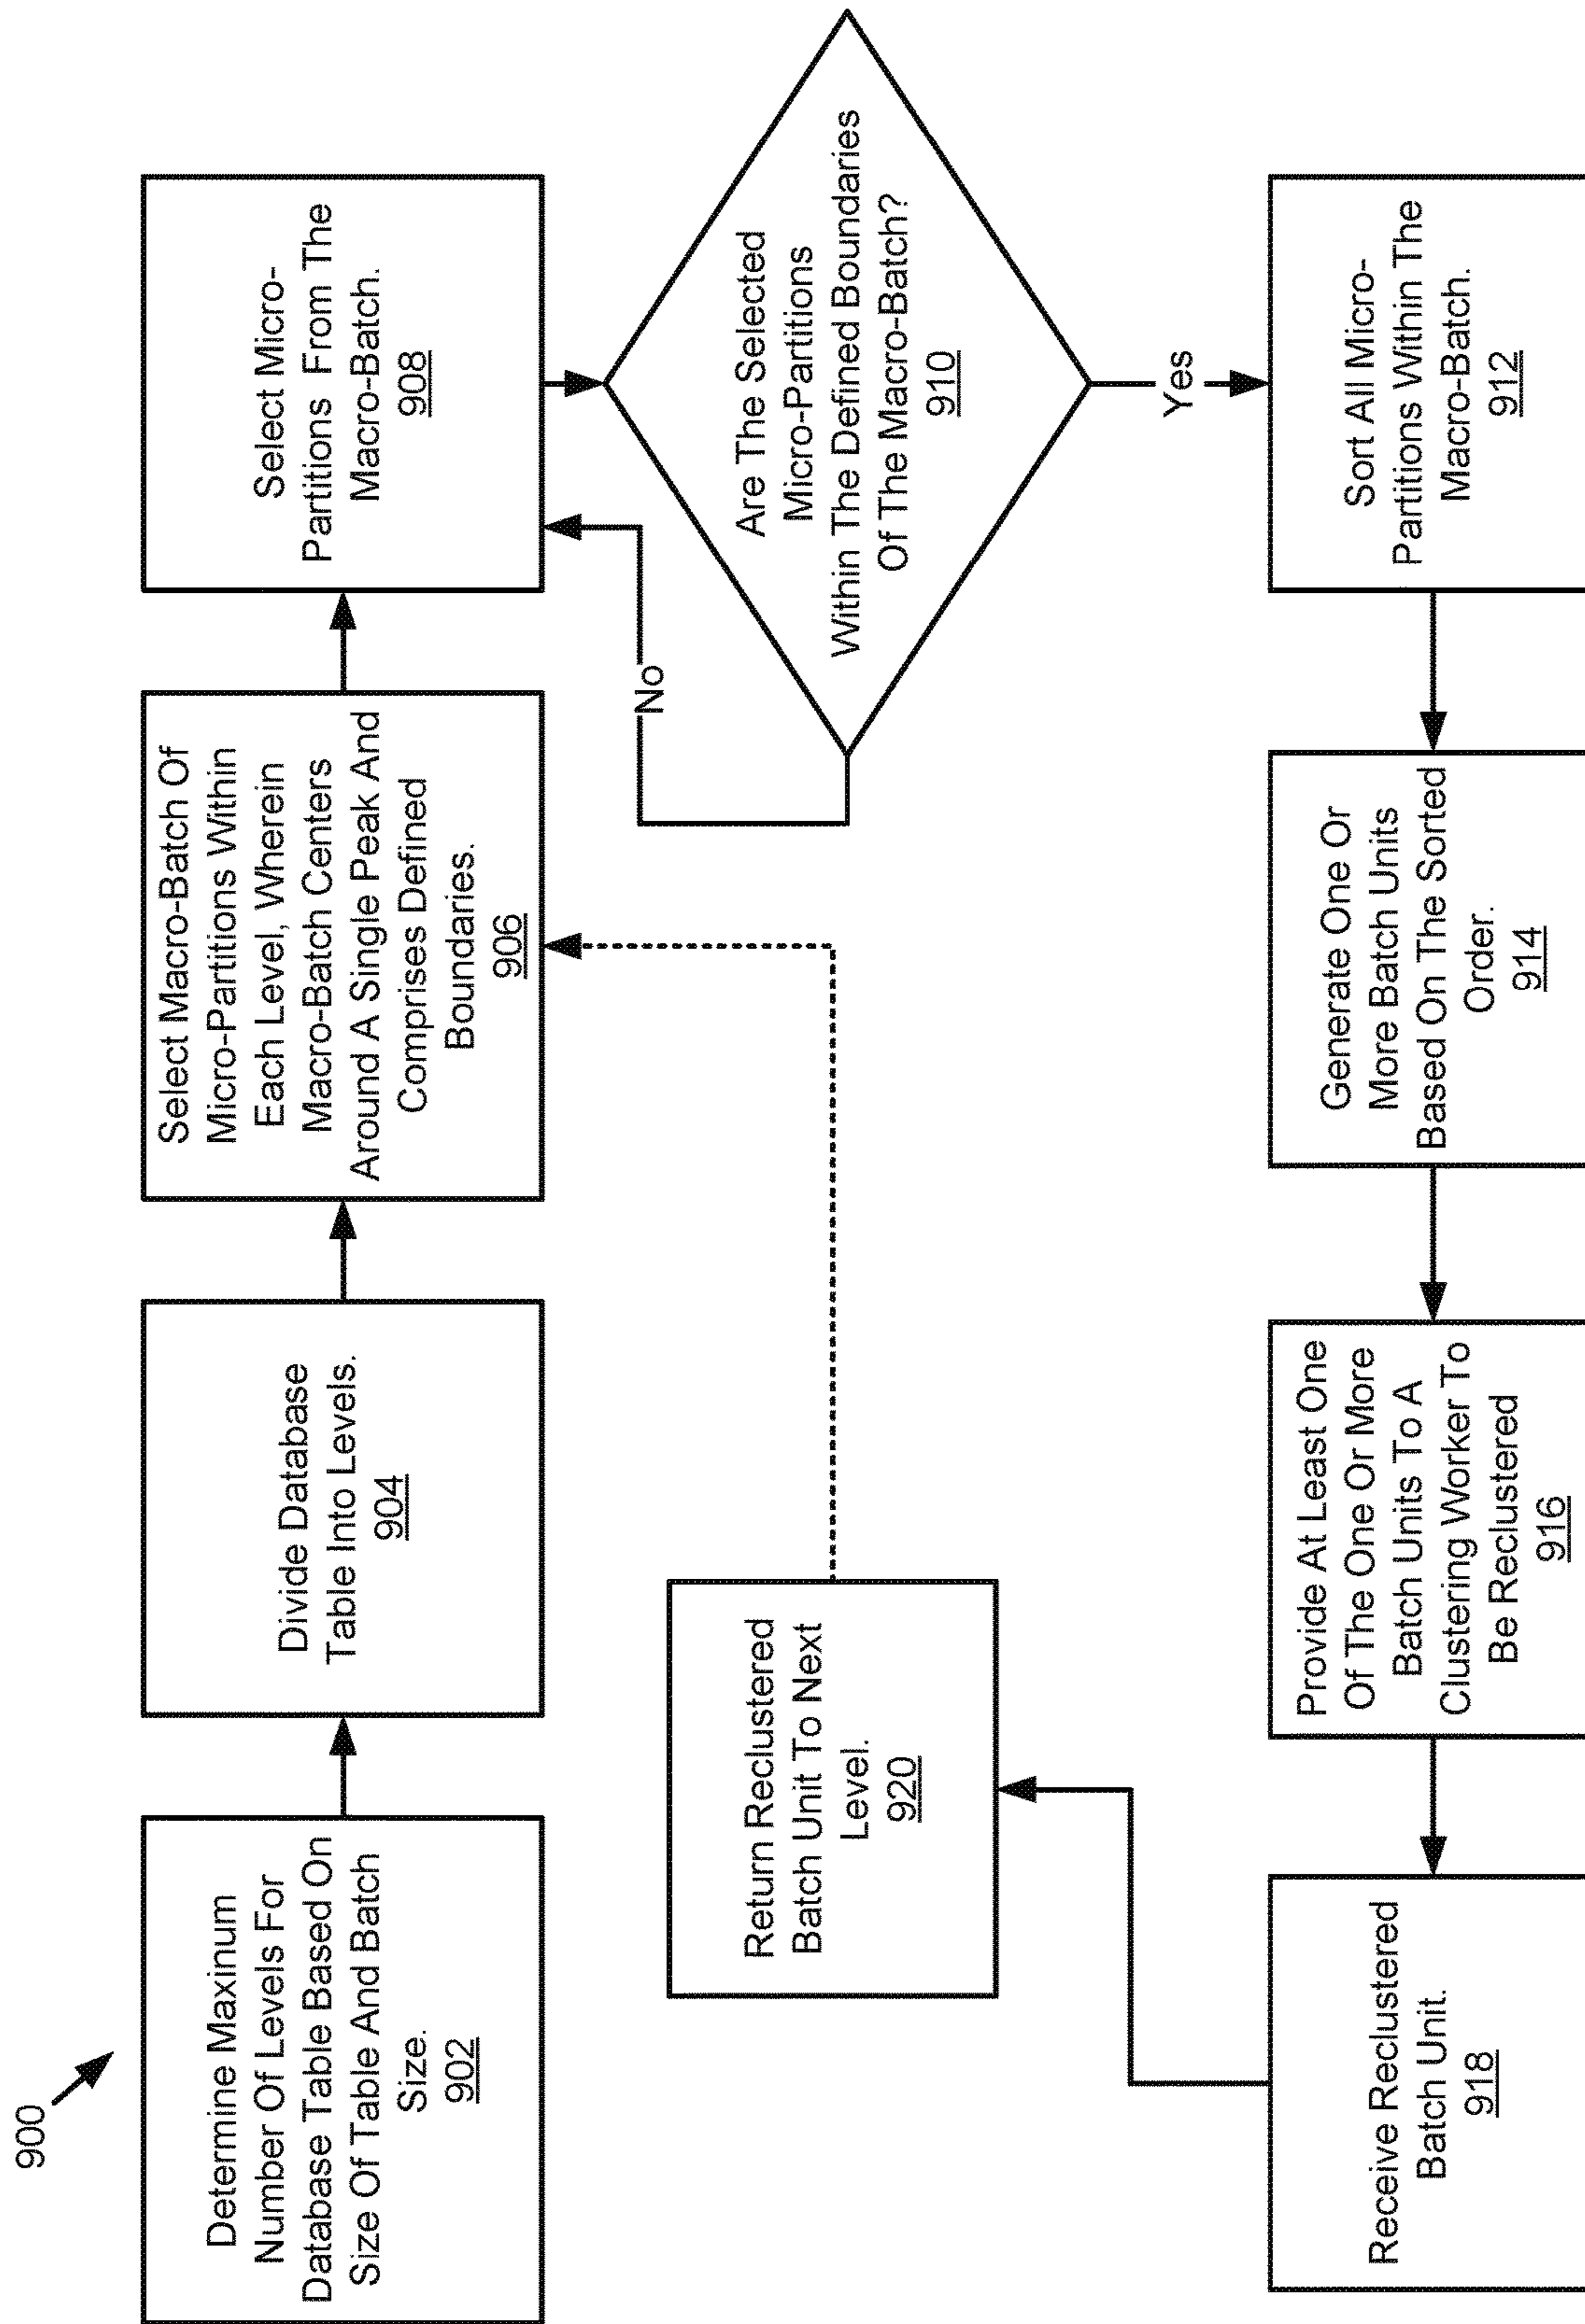 900
Determine Maxinum
Number Of Levels For
Database Table Based On
Size Of Table And Batch
Size.
902
Divide Database
Table Into Levels.
904
Select Macro-Batch Of
Micro-Partitions Within
Each Level, Wherein
Macro-Batch Centers
Around A Single Peak And
Comprises Defined
Boundaries.
906
Select Micro-
Partitions From The
Macro-Batch.
908
Are The Selected
Micro-Partitions
Within The Defined Boundaries
Of The Macro-Batch?
910
No
Yes
Sort All Micro-
Partitions Within The
Macro-Batch.
912
Generate One Or
More Batch Units
Based On The Sorted
Order.
914
Provide At Least One
Of The One Or More
Batch Units To A
Clustering Worker To
Be Reclustered
916
Receive Reclustered
Batch Unit.
918
Return Reclustered
Batch Unit To Next
Level.
920